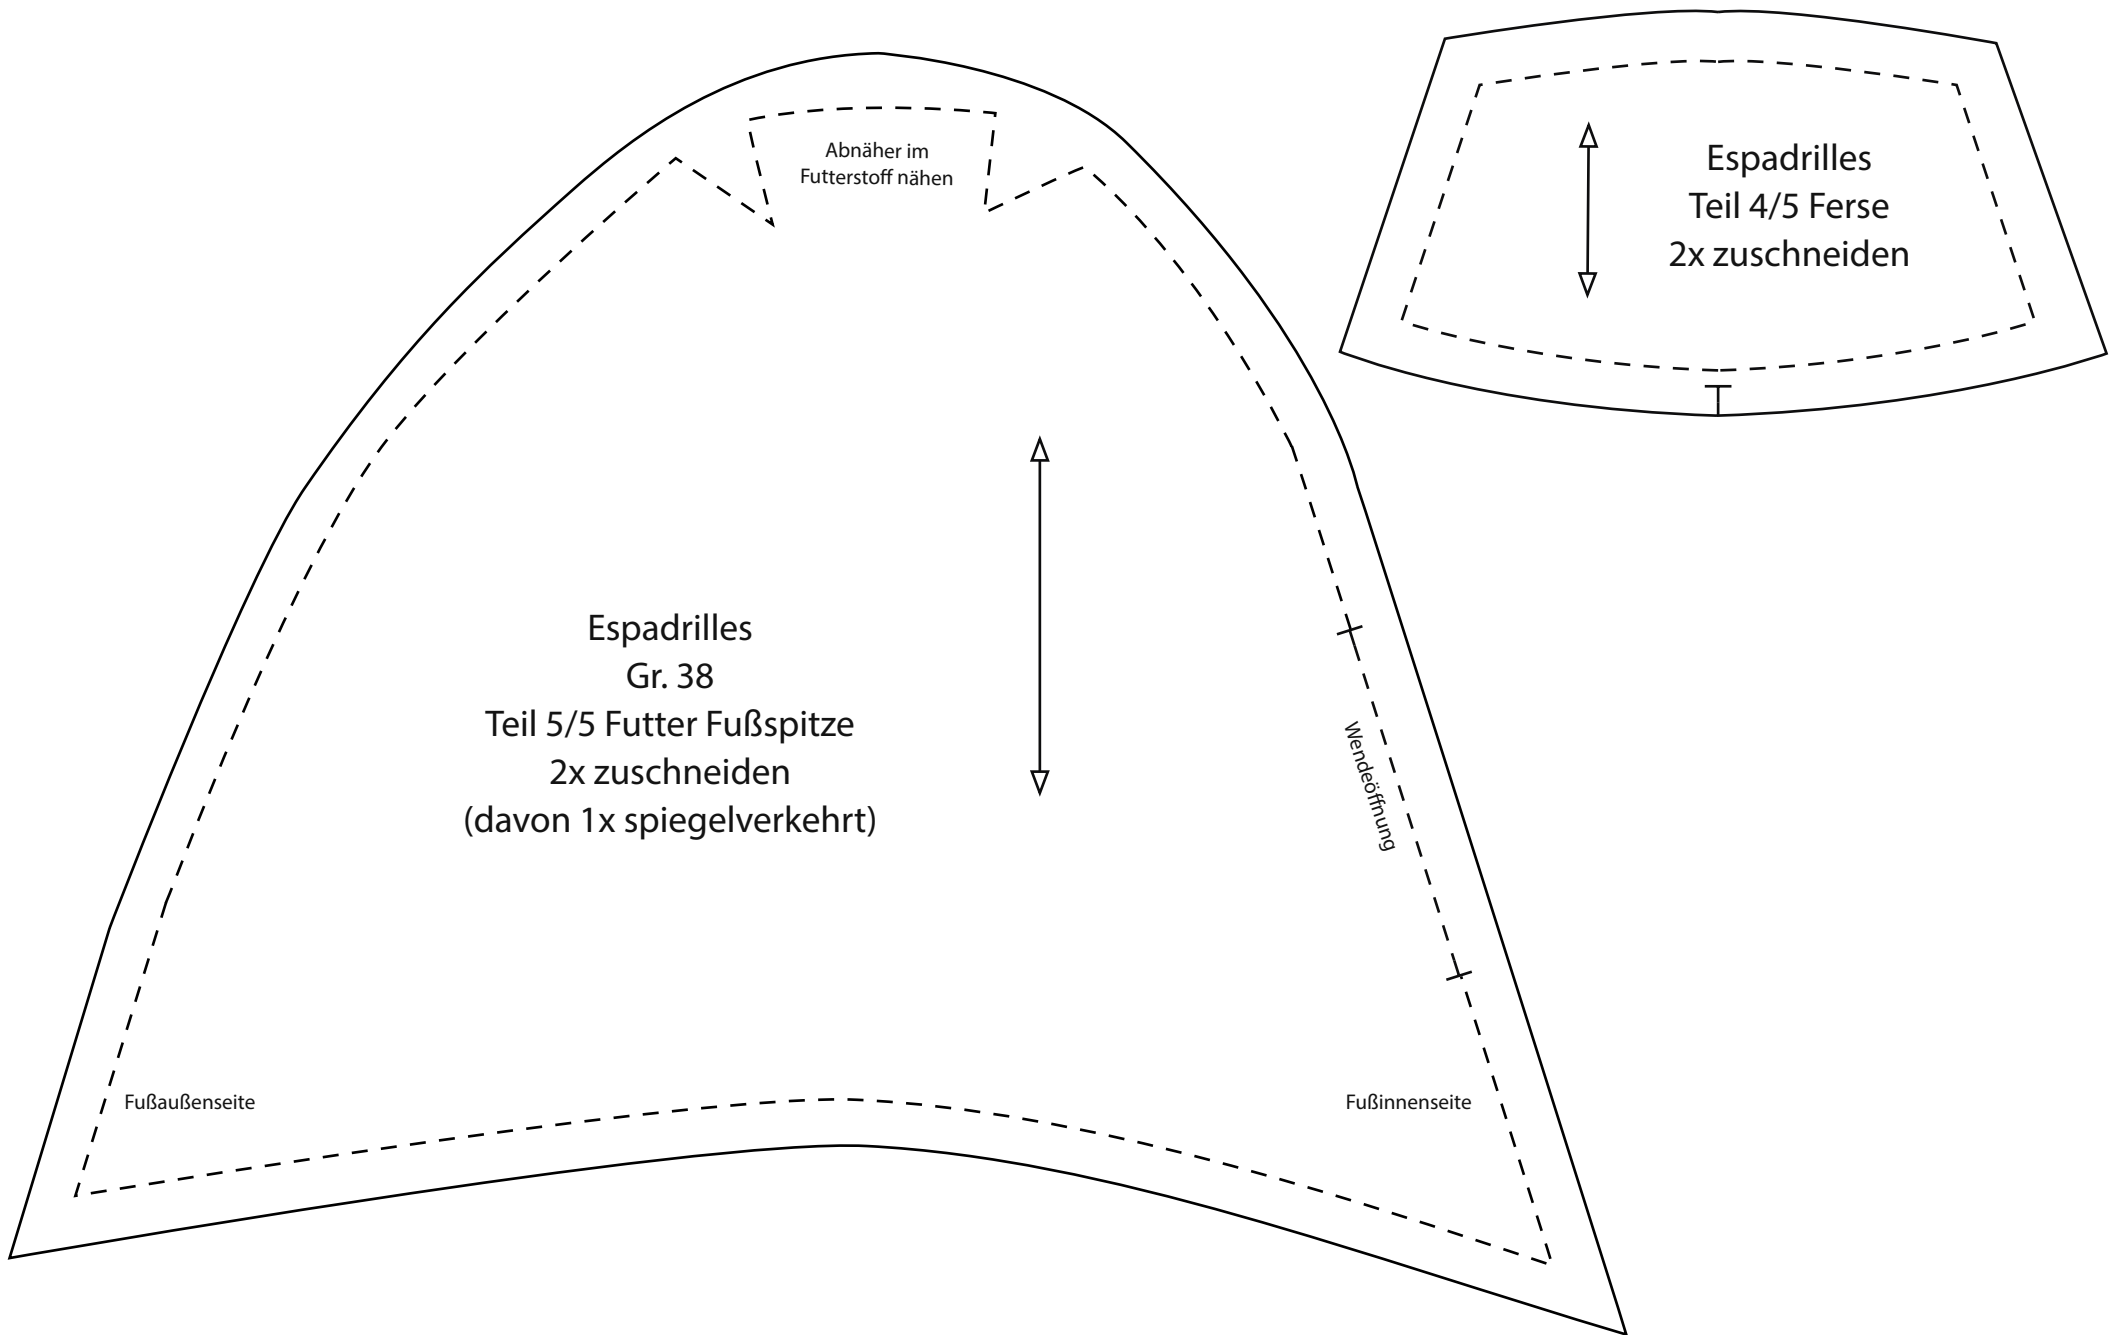 Abnäher im
Futterstoff nähen
Espadrilles
Teil 4/5 Ferse
2x zuschneiden
Espadrilles
Gr. 38
Teil 5/5 Futter Fußspitze
2x zuschneiden
(davon 1x spiegelverkehrt)
Wendeöffnung
Fußaußenseite
Fußinnenseite